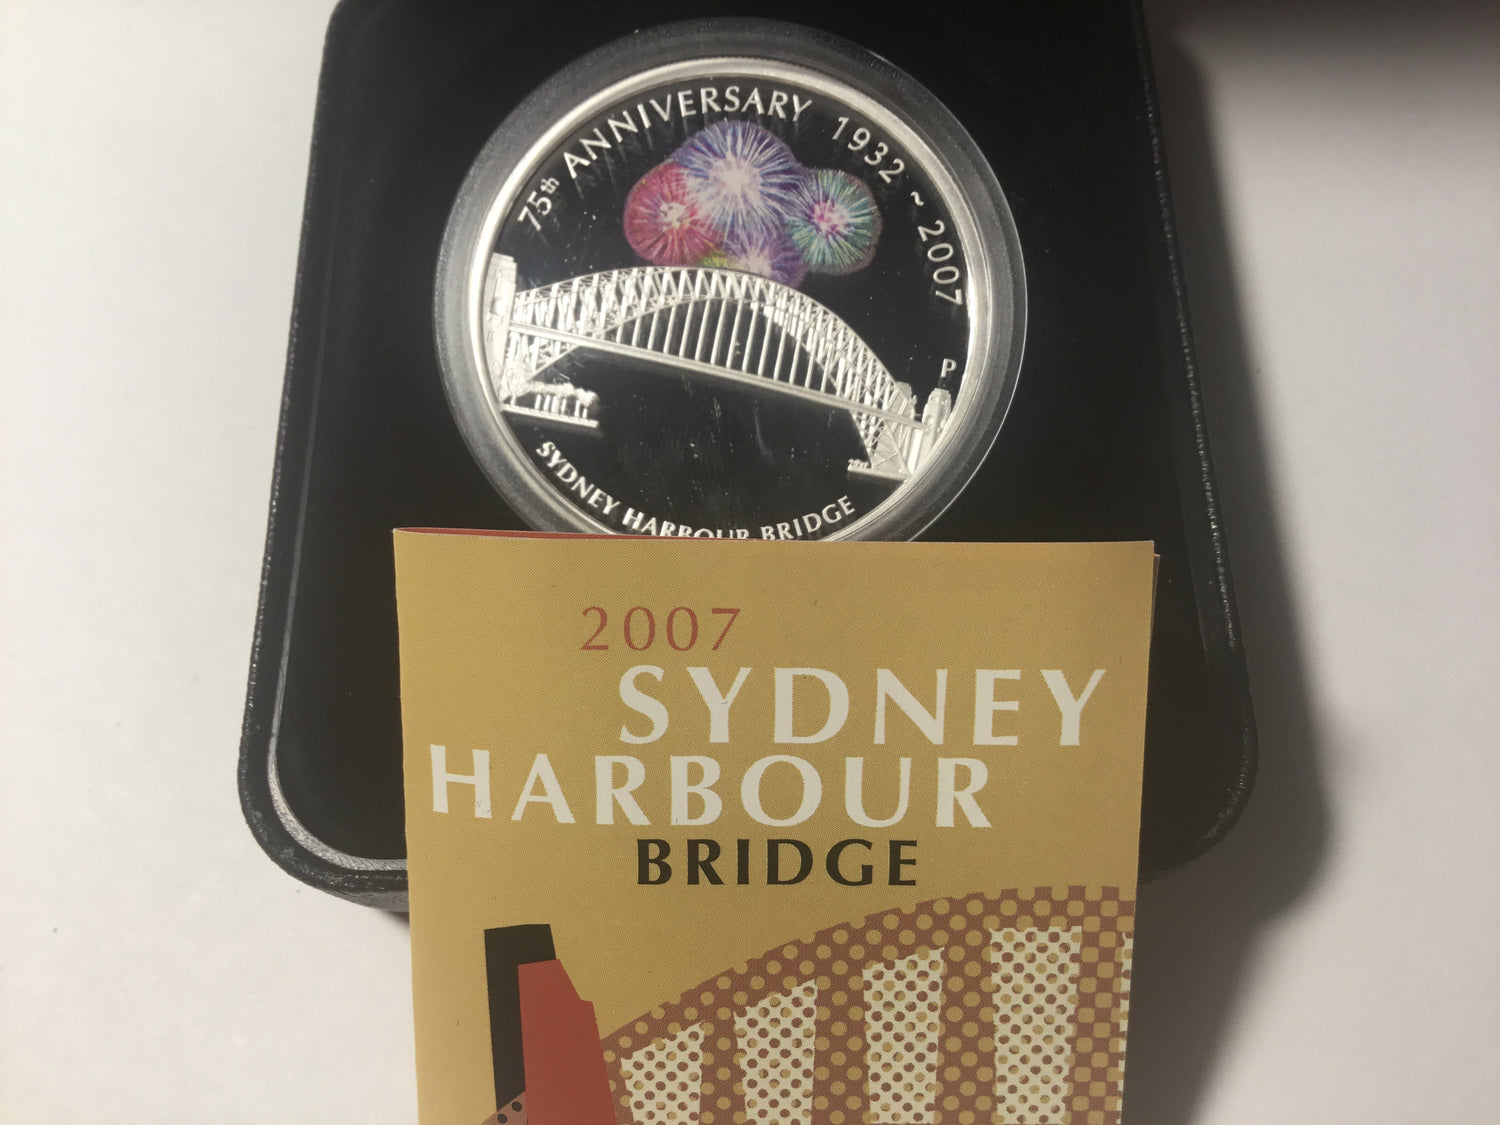 75th ANNIVERSARY 1932 ~ 2007
P
SYDNEY HARBOUR BRIDGE
2007
SYDNEY
HARBOUR
BRIDGE